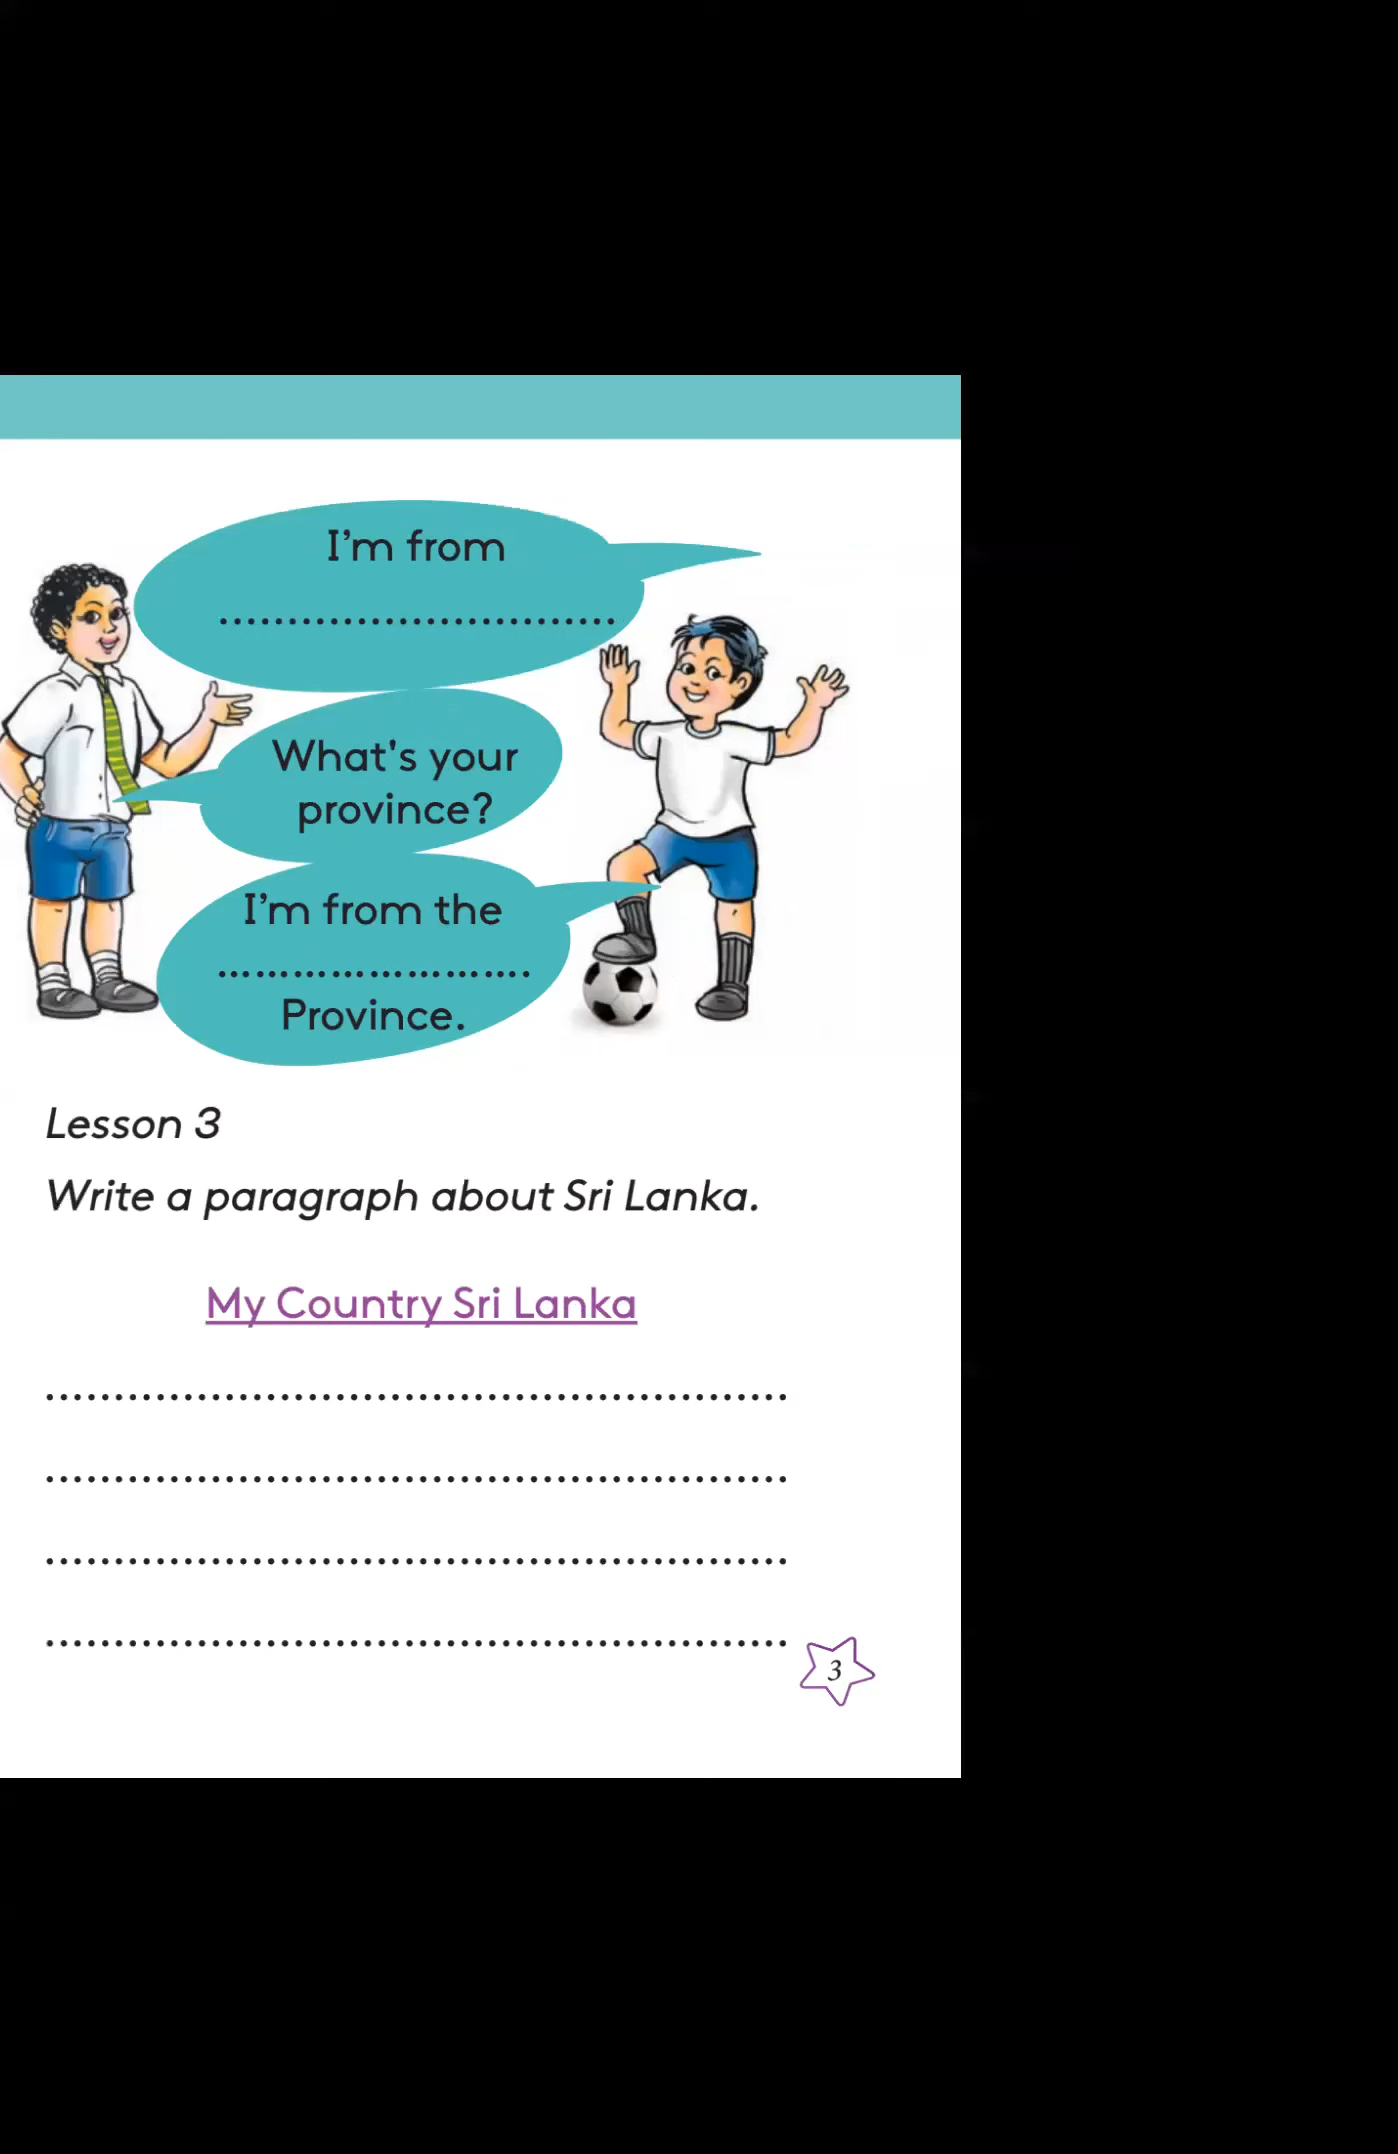 I’m from
..............................
What's your
province?
I’m from the
.........................
Province.
Lesson 3
Write a paragraph about Sri Lanka.
My Country Sri Lanka
......................................................
......................................................
......................................................
......................................................
3